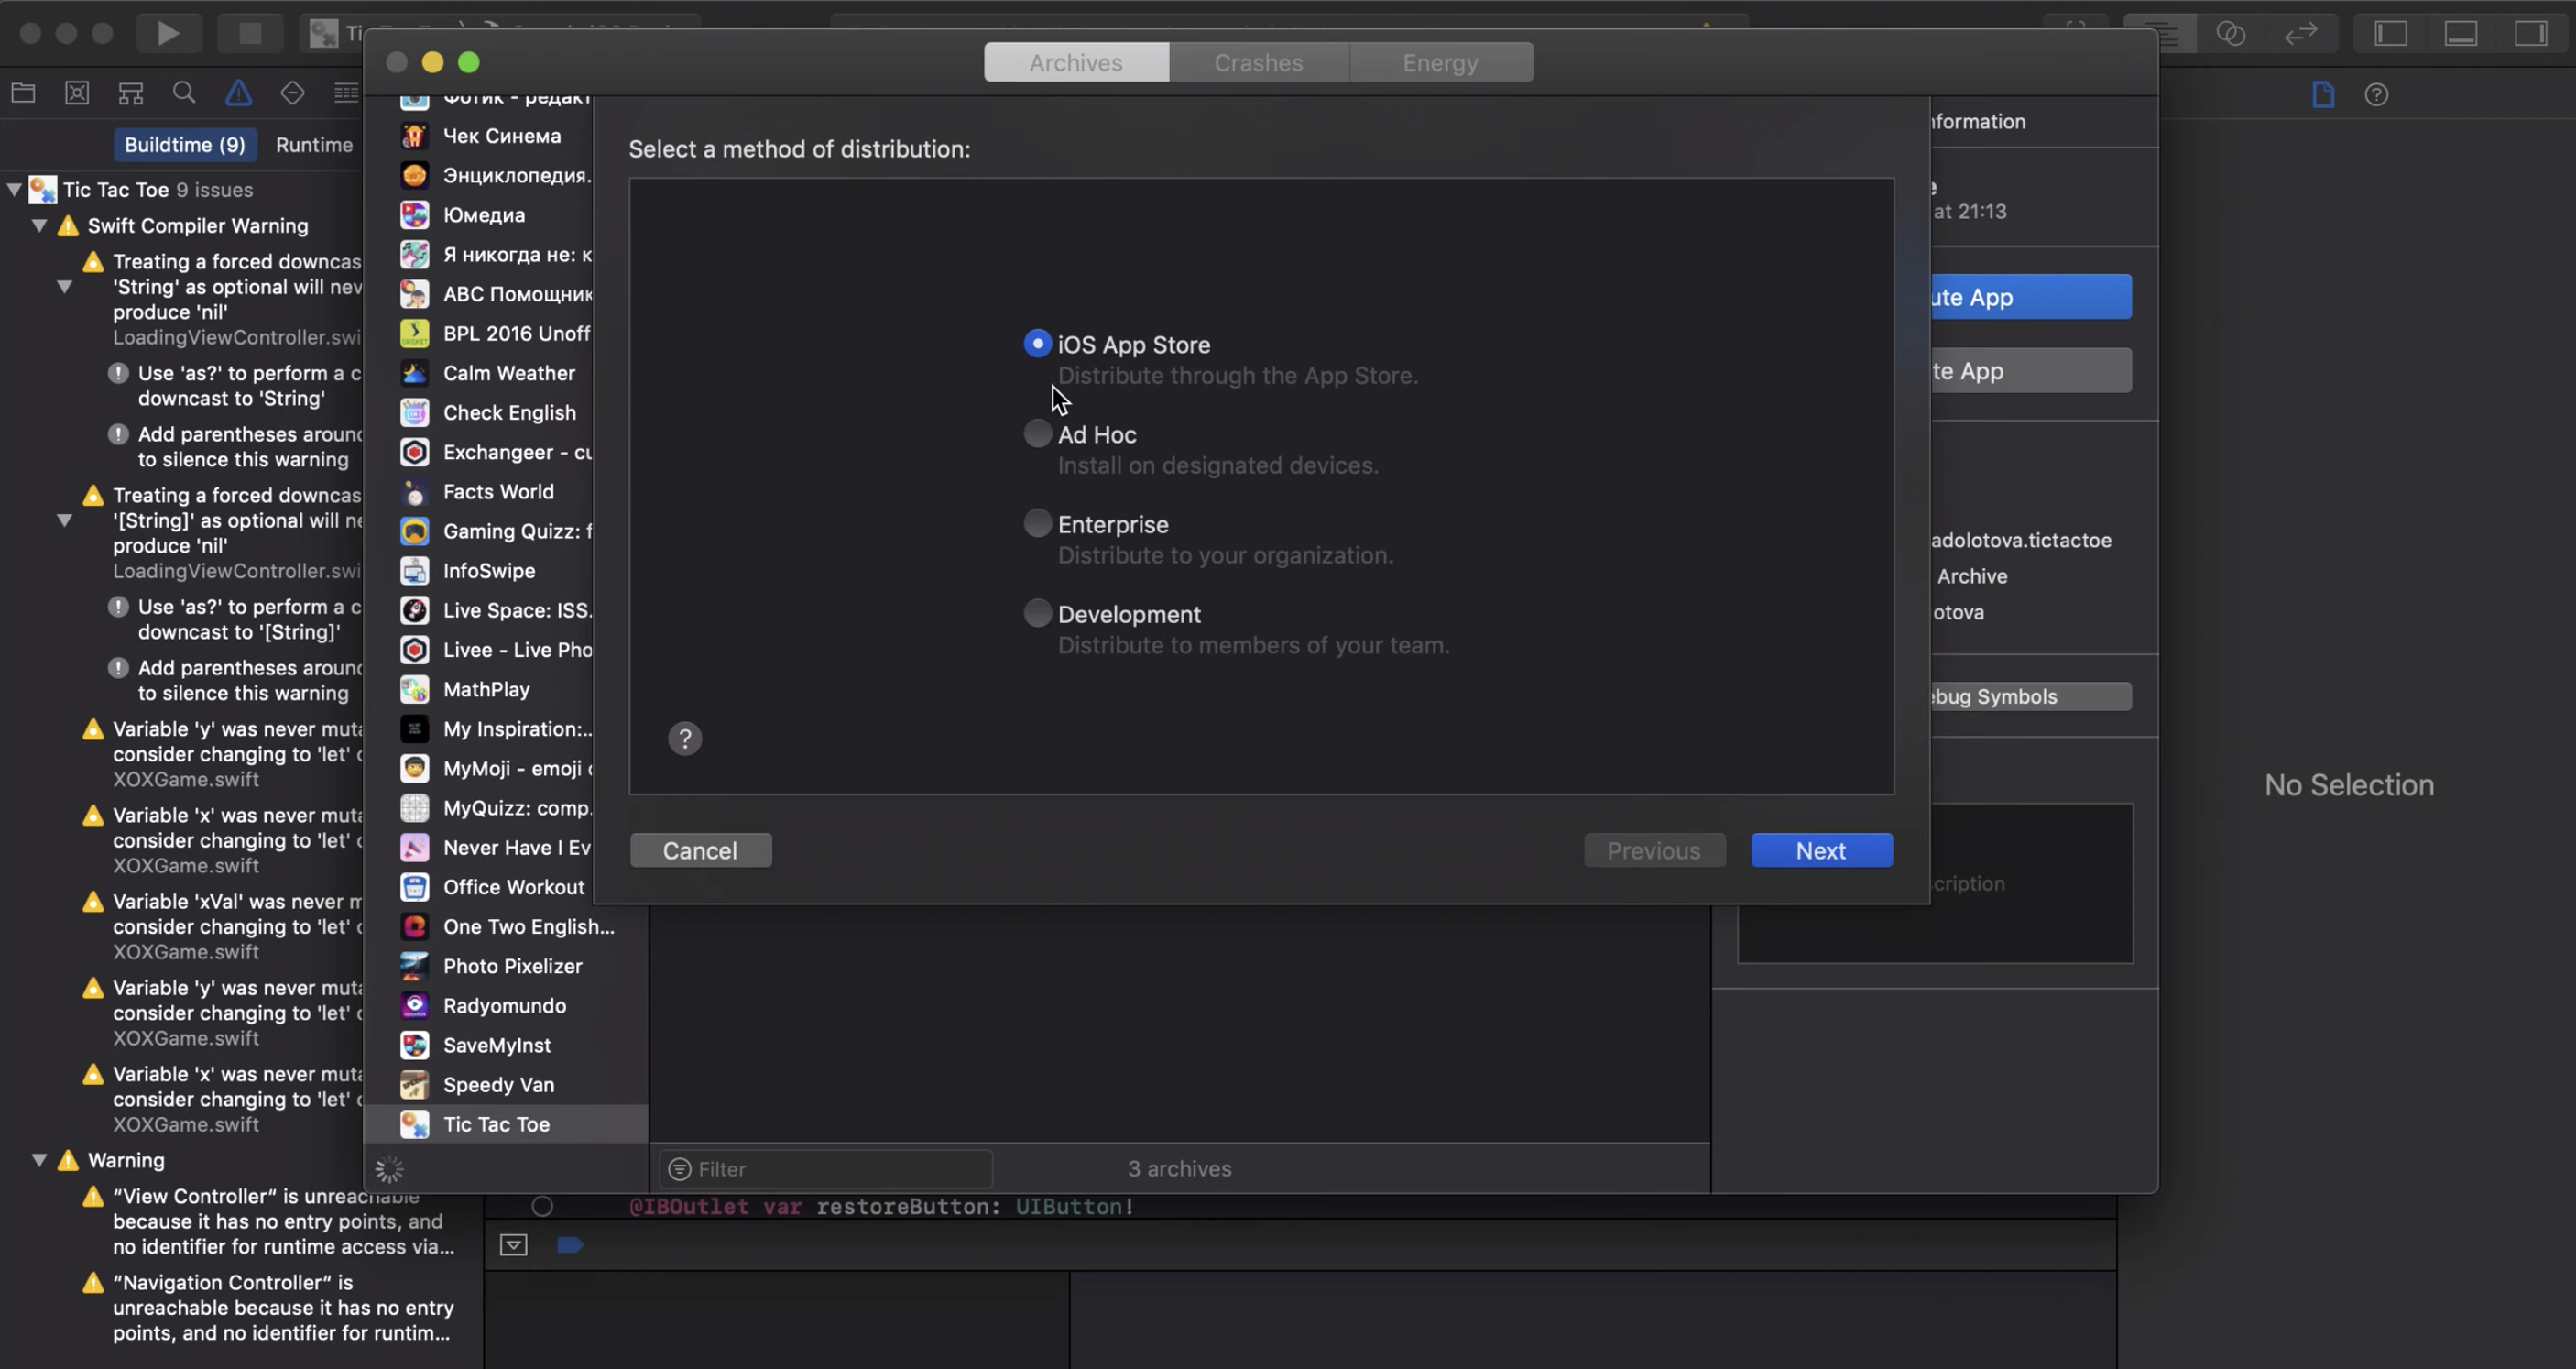 Archives
Crashes
Energy
Buildtime (9)
Runtime
Tic Tac Toe 9 issues
Swift Compiler Warning
Treating a forced downcas
'String' as optional will nev
produce 'nil'
LoadingViewController.swi
Use 'as?' to perform a c
downcast to 'String'
Add parentheses around
to silence this warning
Treating a forced downcas
'[String]' as optional will ne
produce 'nil'
LoadingViewController.swi
Use 'as?' to perform a c
downcast to '[String]'
Add parentheses around
to silence this warning
Variable 'y' was never muta
consider changing to 'let' c
XOXGame.swift
Variable 'x' was never muta
consider changing to 'let' c
XOXGame.swift
Variable 'xVal' was never m
consider changing to 'let' c
XOXGame.swift
Variable 'y' was never muta
consider changing to 'let' c
XOXGame.swift
Variable 'x' was never muta
consider changing to 'let' c
XOXGame.swift
Warning
“View Controller“ is unreachable
because it has no entry points, and
no identifier for runtime access via...
“Navigation Controller“ is
unreachable because it has no entry
points, and no identifier for runtim...
Фотик - редакт
Чек Синема
Энциклопедия.
Юмедиа
Я никогда не: к
ABC Помощник
BPL 2016 Unoff
Calm Weather
Check English
Exchangeer - cu
Facts World
Gaming Quizz: f
InfoSwipe
Live Space: ISS.
Livee - Live Pho
MathPlay
My Inspiration:..
MyMoji - emoji c
MyQuizz: comp.
Never Have I Ev
Office Workout
One Two English...
Photo Pixelizer
Radyomundo
SaveMyInst
Speedy Van
Tic Tac Toe
Select a method of distribution:
iOS App Store
Distribute through the App Store.
Ad Hoc
Install on designated devices.
Enterprise
Distribute to your organization.
Development
Distribute to members of your team.
?
Cancel
Previous
Next
Filter
3 archives
@IBOutlet var restoreButton: UIButton!
nformation
e
at 21:13
ute App
te App
adolotova.tictactoe
Archive
otova
ebug Symbols
cription
No Selection